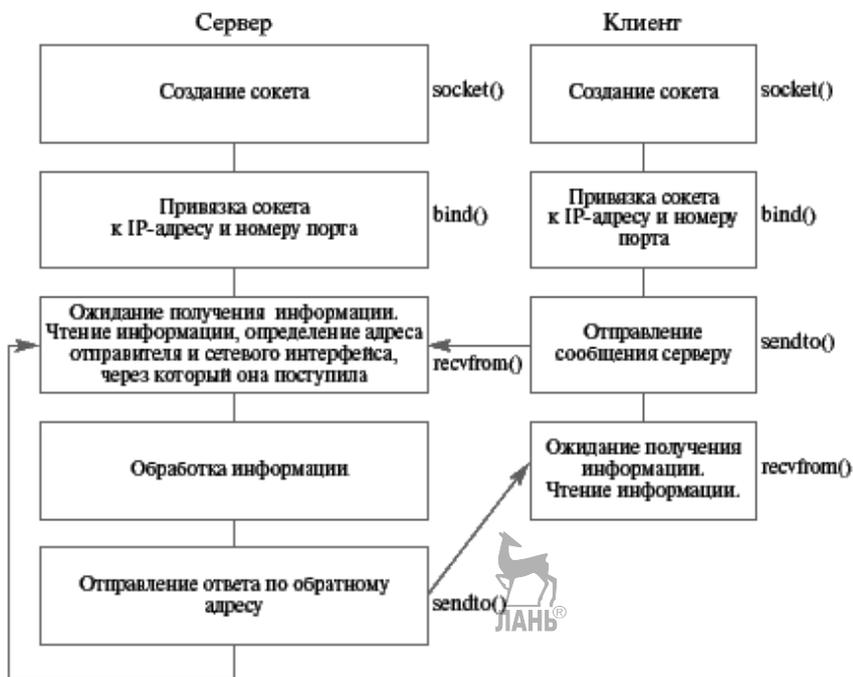 Сервер
Клиент
Создание сокета
socket()
Создание сокета
socket()
Привязка сокета
к IP-адресу и номеру порта
bind()
Привязка сокета
к IP-адресу и номеру
порта
bind()
Ожидание получения информации.
Чтение информации, определение адреса
отправителя и сетевого интерфейса,
через который она поступила
recvfrom()
Отправление
сообщения серверу
sendto()
Обработка информации
Ожидание получения
информации.
Чтение информации.
recvfrom()
Отправление ответа по обратному
адресу
sendto()
ЛАНЬ®